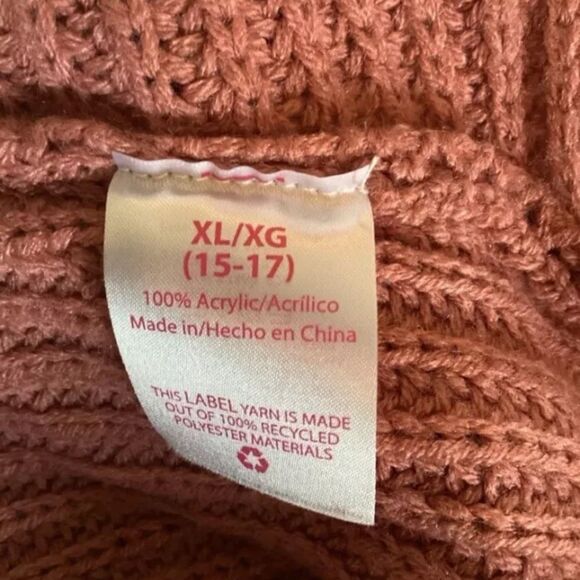 XL/XG
(15-17)
100% Acrylic/Acrílico
Made in/Hecho en China
THIS LABEL YARN IS MADE
OUT OF 100% RECYCLED
POLYESTER MATERIALS